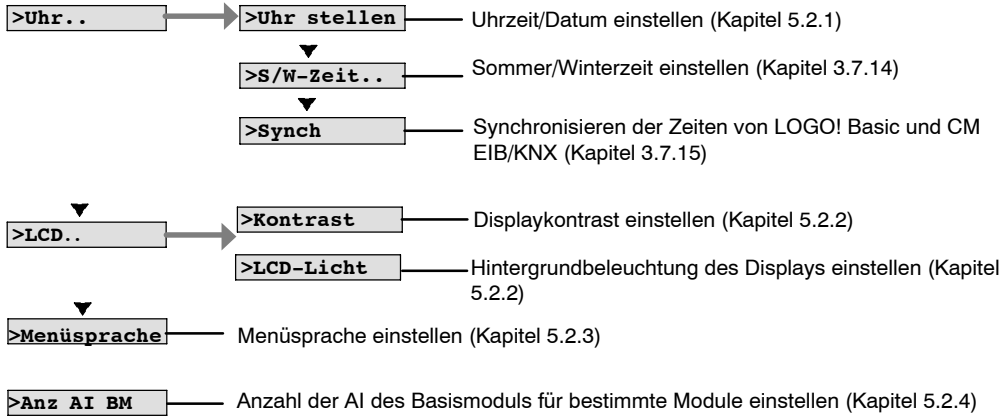 >Uhr.. >Uhr stellen Uhrzeit/Datum einstellen (Kapitel 5.2.1)
>S/W-Zeit.. Sommer/Winterzeit einstellen (Kapitel 3.7.14)
>Synch Synchronisieren der Zeiten von LOGO! Basic und CM
EIB/KNX (Kapitel 3.7.15)
>LCD.. >Kontrast Displaykontrast einstellen (Kapitel 5.2.2)
>LCD-Licht Hintergrundbeleuchtung des Displays einstellen (Kapitel
5.2.2)
>Menüsprache Menüsprache einstellen (Kapitel 5.2.3)
>Anz AI BM Anzahl der AI des Basismoduls für bestimmte Module einstellen (Kapitel 5.2.4)